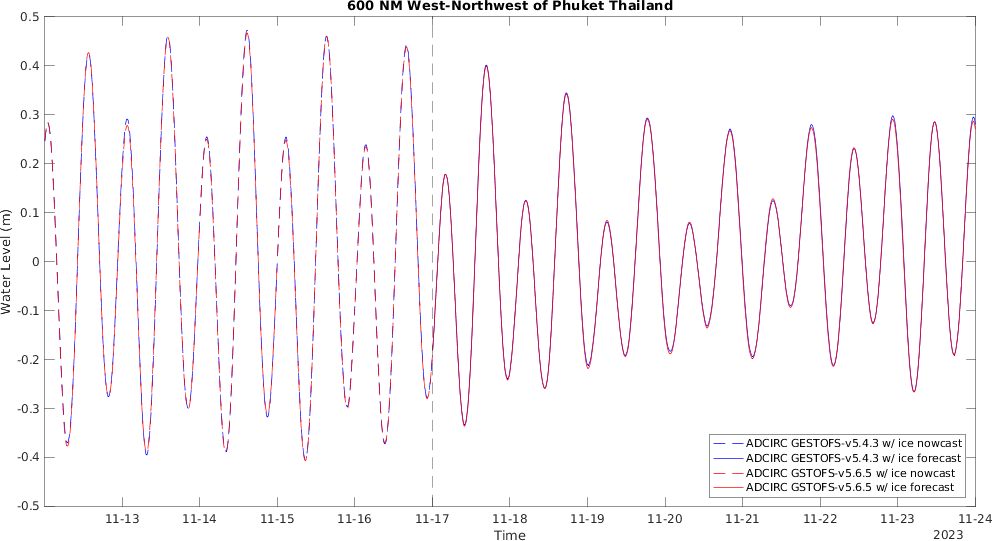 600 NM West-Northwest of Phuket Thailand
0.5
0.4
0.3
0.2
0.1
0
-0.1
-0.2
-0.3
-0.4
-0.5
Water Level (m)
ADCIRC GESTOFS-v5.4.3 w/ ice nowcast
ADCIRC GESTOFS-v5.4.3 w/ ice forecast
ADCIRC GSTOFS-v5.6.5 w/ ice nowcast
ADCIRC GSTOFS-v5.6.5 w/ ice forecast
11-13 11-14 11-15 11-16 11-17 11-18 11-19 11-20 11-21 11-22 11-23 11-24
Time
2023